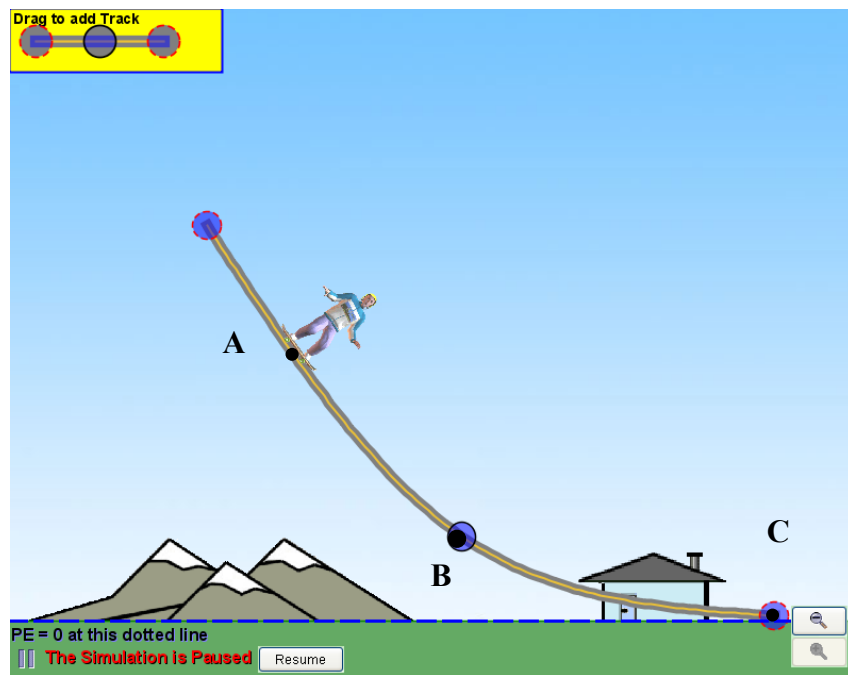 Drag to add Track
A
B
C
PE = 0 at this dotted line
The Simulation is Paused
Resume